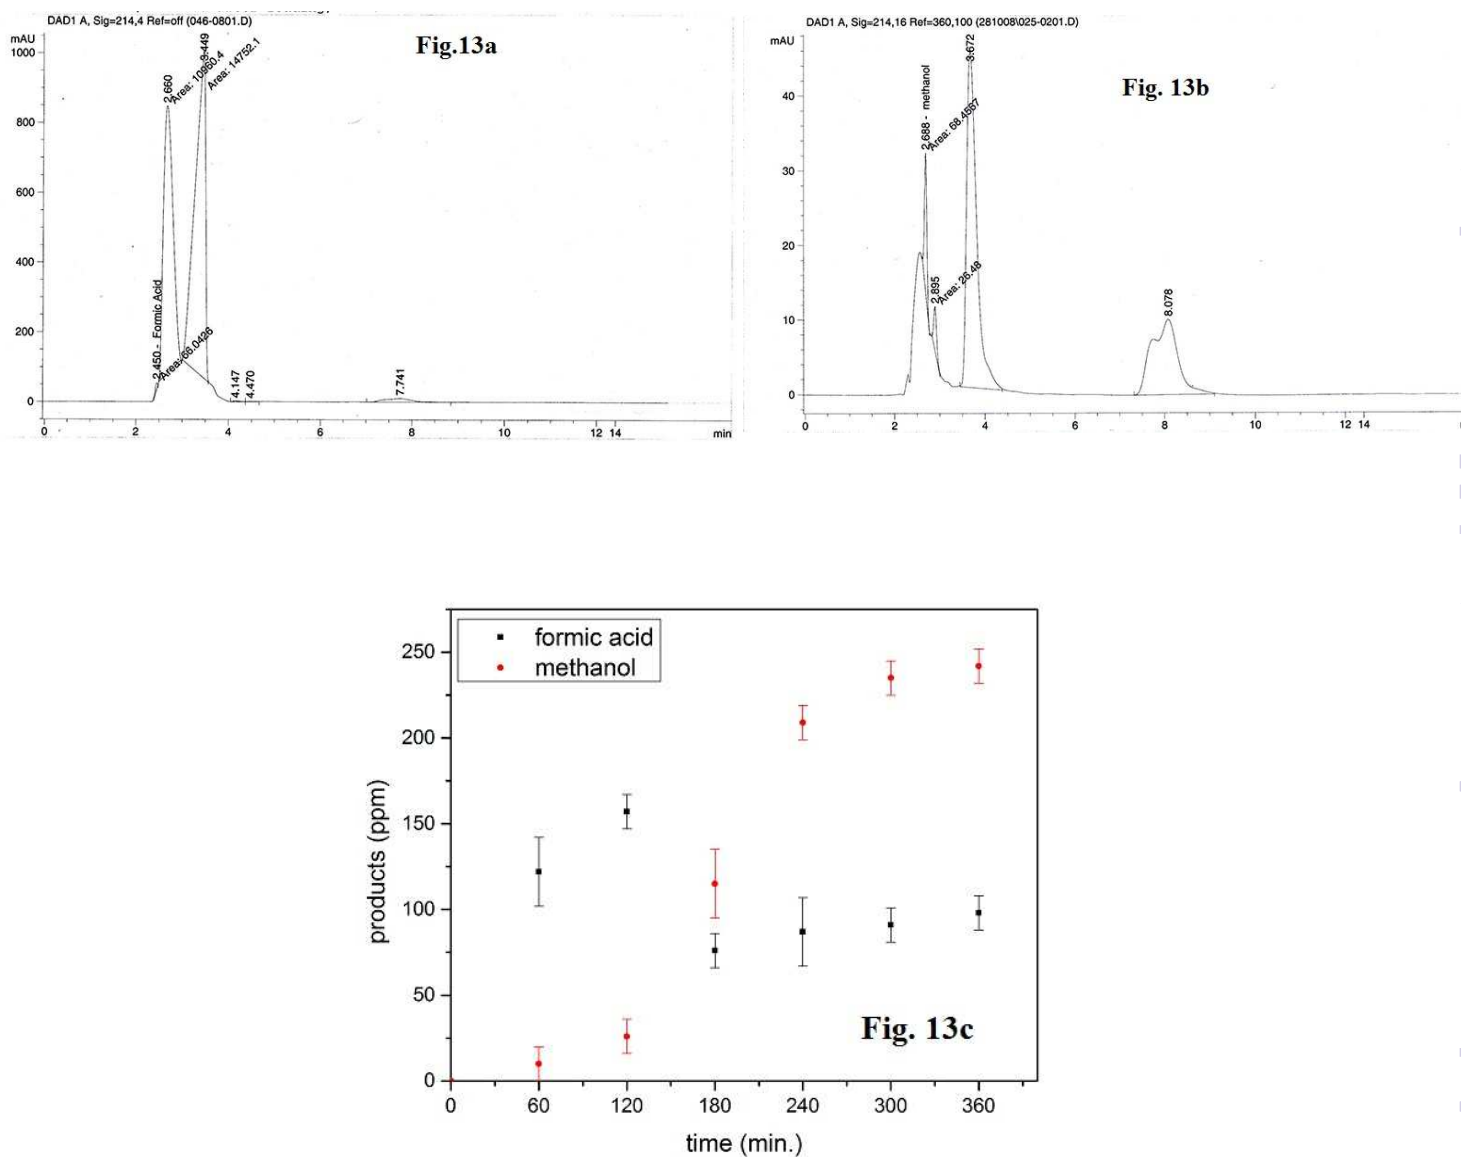 DAD1 A, Sig=214,4 Ref=off (046-0801.D)
mAU
Fig.13a
1000
800
600
400
200
0
2.450 - Formic Acid
Area: 66.0426
2.660
Area: 10960.4
3.449
Area: 14752.1
4.147
4.470
7.741
0
2
4
6
8
10
12 14
min
DAD1 A, Sig=214,16 Ref=360,100 (281008\025-0201.D)
mAU
Fig. 13b
40
30
20
10
0
2.688 - methanol
Area: 68.4587
2.895
Area: 26.48
3.672
8.078
0
2
4
6
8
10
12 14
formic acid
methanol
products (ppm)
250
200
150
100
50
0
Fig. 13c
0
60
120
180
240
300
360
time (min.)